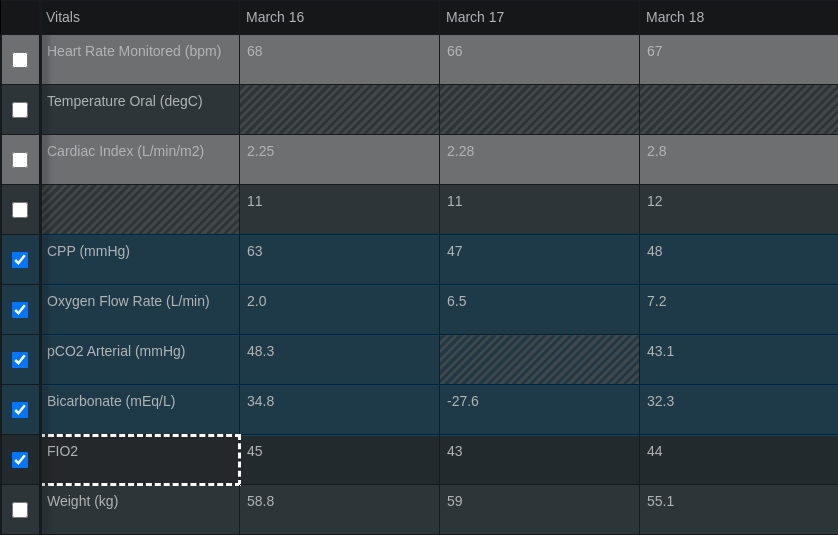 Vitals March 16 March 17 March 18
Heart Rate Monitored (bpm) 68 66 67
Temperature Oral (degC)
Cardiac Index (L/min/m2) 2.25 2.28 2.8
11 11 12
CPP (mmHg) 63 47 48
Oxygen Flow Rate (L/min) 2.0 6.5 7.2
pCO2 Arterial (mmHg) 48.3 43.1
Bicarbonate (mEq/L) 34.8 -27.6 32.3
FIO2 45 43 44
Weight (kg) 58.8 59 55.1